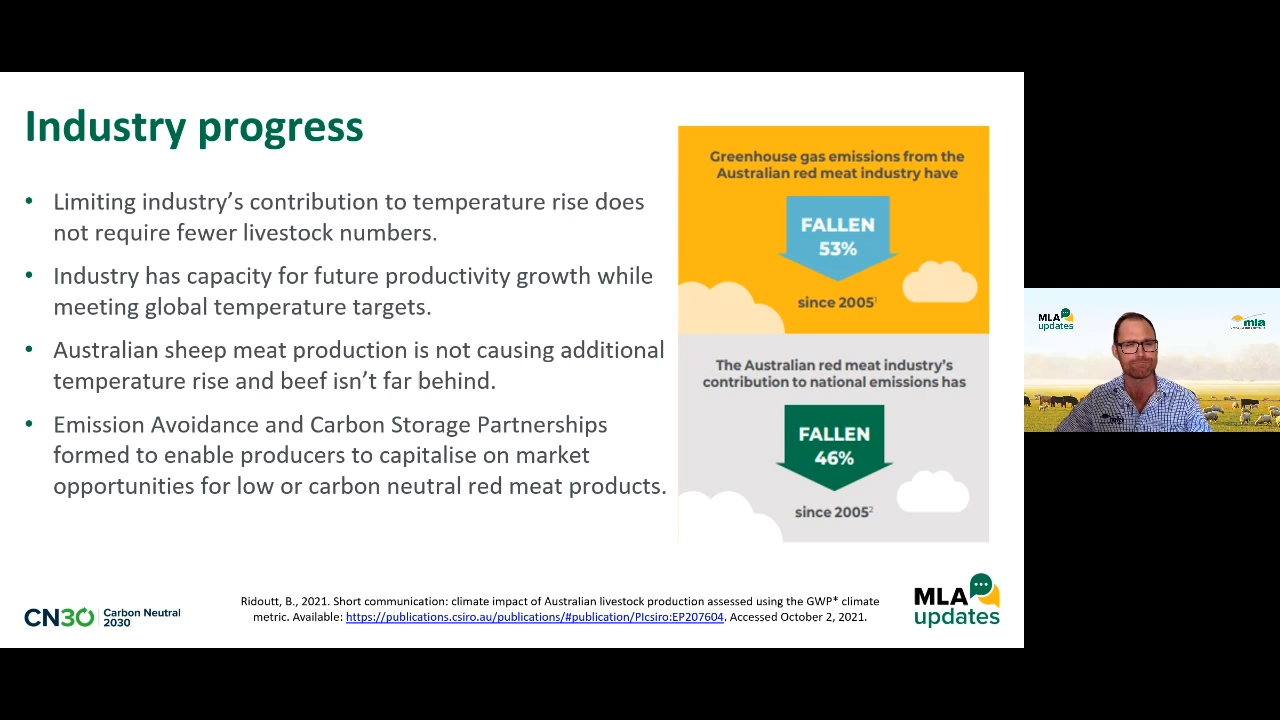 Industry progress
• Limiting industry's contribution to temperature rise does
not require fewer livestock numbers.
• Industry has capacity for future productivity growth while
meeting global temperature targets.
• Australian sheep meat production is not causing additional
temperature rise and beef isn't far behind.
• Emission Avoidance and Carbon Storage Partnerships
formed to enable producers to capitalise on market
opportunities for low or carbon neutral red meat products.
Greenhouse gas emissions from the
Australian red meat industry have
FALLEN
53%
since 2005¹
The Australian red meat industry's
contribution to national emissions has
FALLEN
46%
since 2005²
CN30 Carbon Neutral
2030
Ridoutt, B., 2021. Short communication: climate impact of Australian livestock production assessed using the GWP* climate
metric. Available: https://publications.csiro.au/publications/#publication/PIcsiro:EP207604. Accessed October 2, 2021.
MLA
updates
MLA
updates
mla